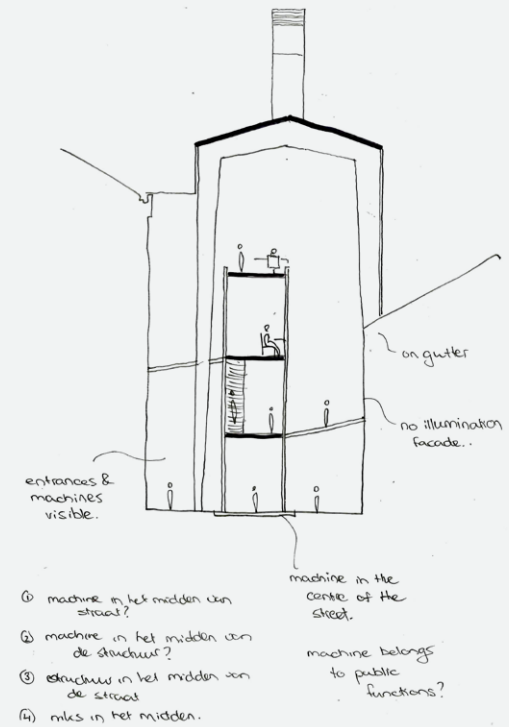 on gutter
no illumination
facade..
entrances &
machines
visible.
machine in the
centre of the
street.
machine belongs
to public
functions?
① machine in het midden van
straat?
② machine in het midden van
de structuur?
③ structuur in het midden van
de straat
④ niks in het midden.